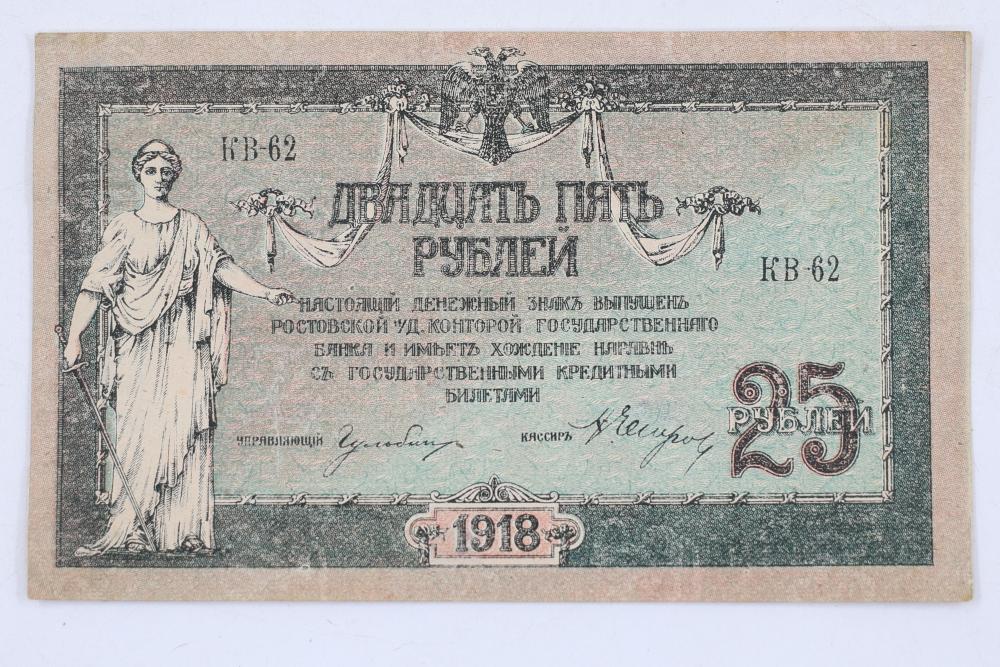 КВ-62
ДВАДЦАТЬ ПЯТЬ
РУБЛЕЙ
КВ-62
НАСТОЯЩІЙ ДЕНЕЖНЫЙ ЗНАКЪ ВЫПУЩЕНЪ
РОСТОВСКОЙ УД. КОНТОРОЙ ГОСУДАРСТВЕННАГО
БАНКА И ИМѢЕТЪ ХОЖДЕНІЕ НАРАВНѢ
СЪ ГОСУДАРСТВЕННЫМИ КРЕДИТНЫМИ
БИЛЕТАМИ
25
РУБЛЕЙ
УПРАВЛЯЮЩІЙ
КАССИРЪ
1918